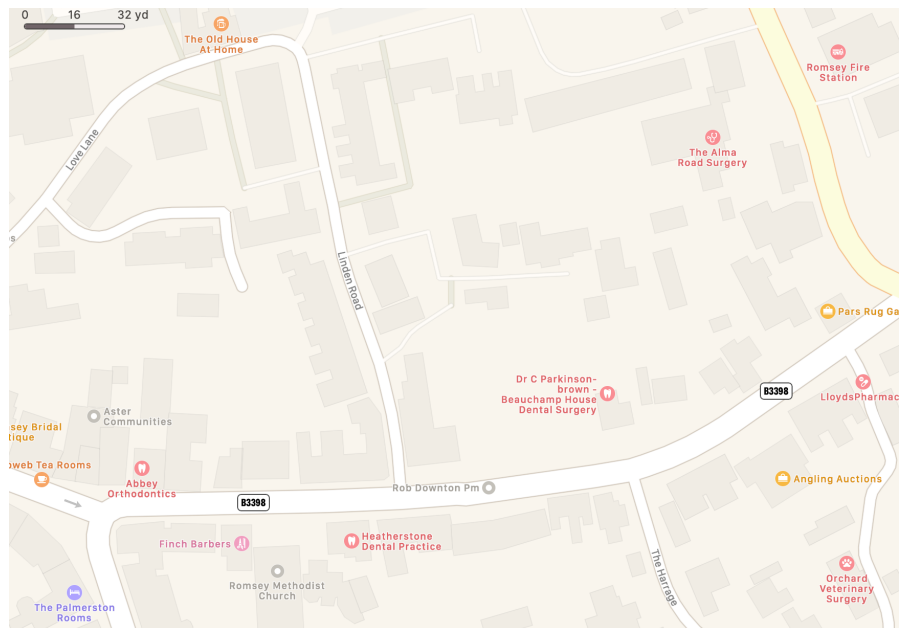 0 16 32 yd
The Old House
At Home
Romsey Fire
Station
Love Lane
The Alma
Road Surgery
es
Linden Road
Pars Rug Ga
B3398
Dr C Parkinson-
brown -
Beauchamp House
Dental Surgery
LloydsPharmac
Aster
Communities
sey Bridal
tique
oweb Tea Rooms
Abbey
Orthodontics
Angling Auctions
Rob Downton Pm
B3398
Finch Barbers
Heatherstone
Dental Practice
The Harrage
Romsey Methodist
Church
Orchard
Veterinary
Surgery
The Palmerston
Rooms